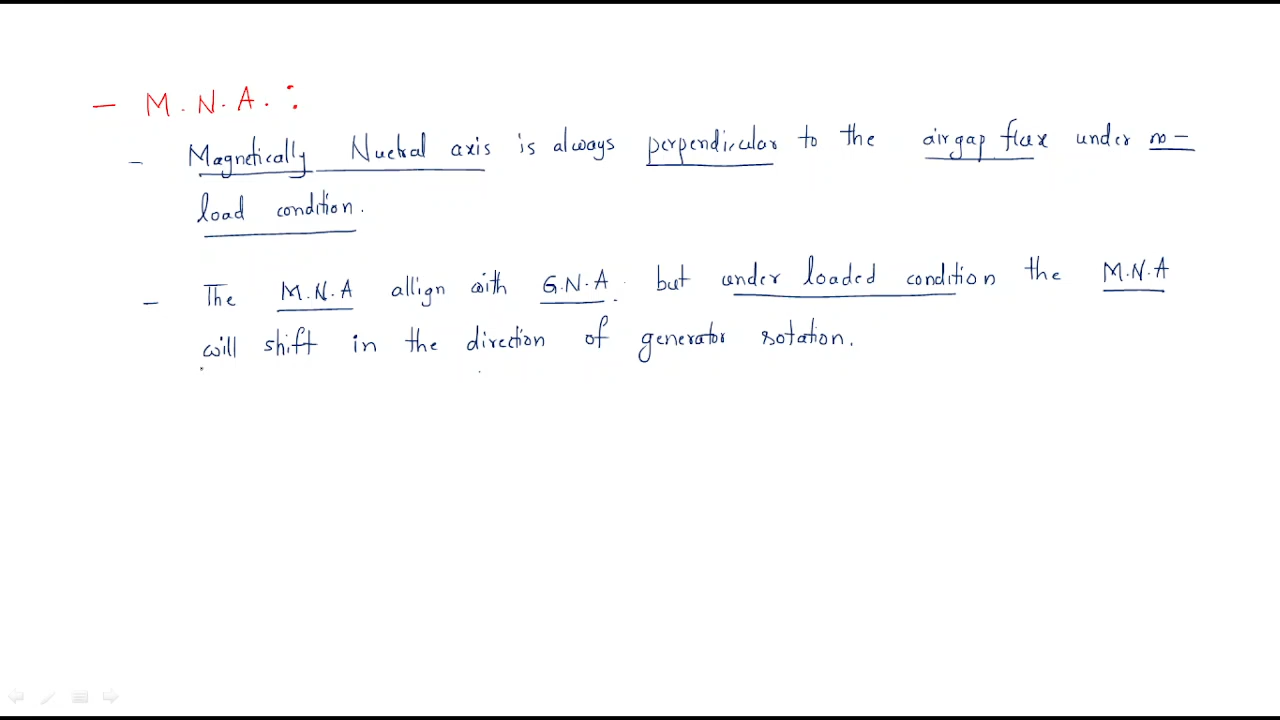 - M.N.A. :
- Magnetically Nuetral axis is always perpendicular to the airgap flux under no-
load condition.
- The M.N.A allign with G.N.A. but under loaded condition the M.N.A
will shift in the direction of generator rotation.